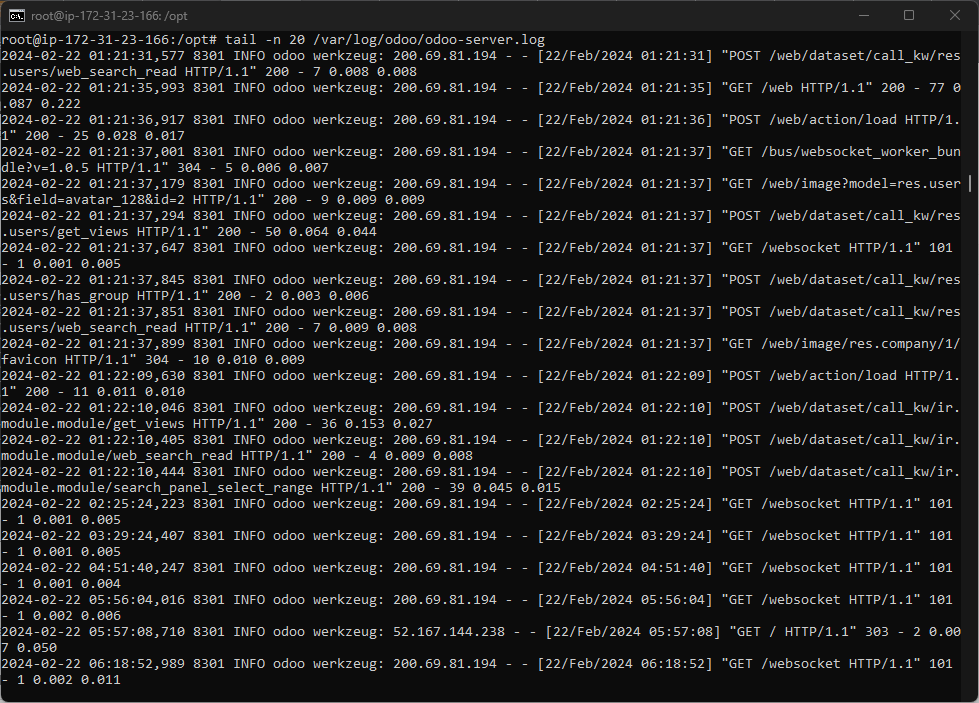 root@ip-172-31-23-166: /opt
root@ip-172-31-23-166:/opt# tail -n 20 /var/log/odoo/odoo-server.log
2024-02-22 01:21:31,577 8301 INFO odoo werkzeug: 200.69.81.194 - - [22/Feb/2024 01:21:31] "POST /web/dataset/call_kw/res
.users/web_search_read HTTP/1.1" 200 - 7 0.008 0.008
2024-02-22 01:21:35,993 8301 INFO odoo werkzeug: 200.69.81.194 - - [22/Feb/2024 01:21:35] "GET /web HTTP/1.1" 200 - 77 0
.087 0.222
2024-02-22 01:21:36,917 8301 INFO odoo werkzeug: 200.69.81.194 - - [22/Feb/2024 01:21:36] "POST /web/action/load HTTP/1.
1" 200 - 25 0.028 0.017
2024-02-22 01:21:37,001 8301 INFO odoo werkzeug: 200.69.81.194 - - [22/Feb/2024 01:21:37] "GET /bus/websocket_worker_bun
dle?v=1.0.5 HTTP/1.1" 304 - 5 0.006 0.007
2024-02-22 01:21:37,179 8301 INFO odoo werkzeug: 200.69.81.194 - - [22/Feb/2024 01:21:37] "GET /web/image?model=res.user
s&field=avatar_128&id=2 HTTP/1.1" 200 - 9 0.009 0.009
2024-02-22 01:21:37,294 8301 INFO odoo werkzeug: 200.69.81.194 - - [22/Feb/2024 01:21:37] "POST /web/dataset/call_kw/res
.users/get_views HTTP/1.1" 200 - 50 0.064 0.044
2024-02-22 01:21:37,647 8301 INFO odoo werkzeug: 200.69.81.194 - - [22/Feb/2024 01:21:37] "GET /websocket HTTP/1.1" 101
- 1 0.001 0.005
2024-02-22 01:21:37,845 8301 INFO odoo werkzeug: 200.69.81.194 - - [22/Feb/2024 01:21:37] "POST /web/dataset/call_kw/res
.users/has_group HTTP/1.1" 200 - 2 0.003 0.006
2024-02-22 01:21:37,851 8301 INFO odoo werkzeug: 200.69.81.194 - - [22/Feb/2024 01:21:37] "POST /web/dataset/call_kw/res
.users/web_search_read HTTP/1.1" 200 - 7 0.009 0.008
2024-02-22 01:21:37,899 8301 INFO odoo werkzeug: 200.69.81.194 - - [22/Feb/2024 01:21:37] "GET /web/image/res.company/1/
favicon HTTP/1.1" 304 - 10 0.010 0.009
2024-02-22 01:22:09,630 8301 INFO odoo werkzeug: 200.69.81.194 - - [22/Feb/2024 01:22:09] "POST /web/action/load HTTP/1.
1" 200 - 11 0.011 0.010
2024-02-22 01:22:10,046 8301 INFO odoo werkzeug: 200.69.81.194 - - [22/Feb/2024 01:22:10] "POST /web/dataset/call_kw/ir.
module.module/get_views HTTP/1.1" 200 - 36 0.153 0.027
2024-02-22 01:22:10,405 8301 INFO odoo werkzeug: 200.69.81.194 - - [22/Feb/2024 01:22:10] "POST /web/dataset/call_kw/ir.
module.module/web_search_read HTTP/1.1" 200 - 4 0.009 0.008
2024-02-22 01:22:10,444 8301 INFO odoo werkzeug: 200.69.81.194 - - [22/Feb/2024 01:22:10] "POST /web/dataset/call_kw/ir.
module.module/search_panel_select_range HTTP/1.1" 200 - 39 0.045 0.015
2024-02-22 02:25:24,223 8301 INFO odoo werkzeug: 200.69.81.194 - - [22/Feb/2024 02:25:24] "GET /websocket HTTP/1.1" 101
- 1 0.001 0.005
2024-02-22 03:29:24,407 8301 INFO odoo werkzeug: 200.69.81.194 - - [22/Feb/2024 03:29:24] "GET /websocket HTTP/1.1" 101
- 1 0.001 0.005
2024-02-22 04:51:40,247 8301 INFO odoo werkzeug: 200.69.81.194 - - [22/Feb/2024 04:51:40] "GET /websocket HTTP/1.1" 101
- 1 0.001 0.004
2024-02-22 05:56:04,016 8301 INFO odoo werkzeug: 200.69.81.194 - - [22/Feb/2024 05:56:04] "GET /websocket HTTP/1.1" 101
- 1 0.002 0.006
2024-02-22 05:57:08,710 8301 INFO odoo werkzeug: 52.167.144.238 - - [22/Feb/2024 05:57:08] "GET / HTTP/1.1" 303 - 2 0.00
7 0.050
2024-02-22 06:18:52,989 8301 INFO odoo werkzeug: 200.69.81.194 - - [22/Feb/2024 06:18:52] "GET /websocket HTTP/1.1" 101
- 1 0.002 0.011